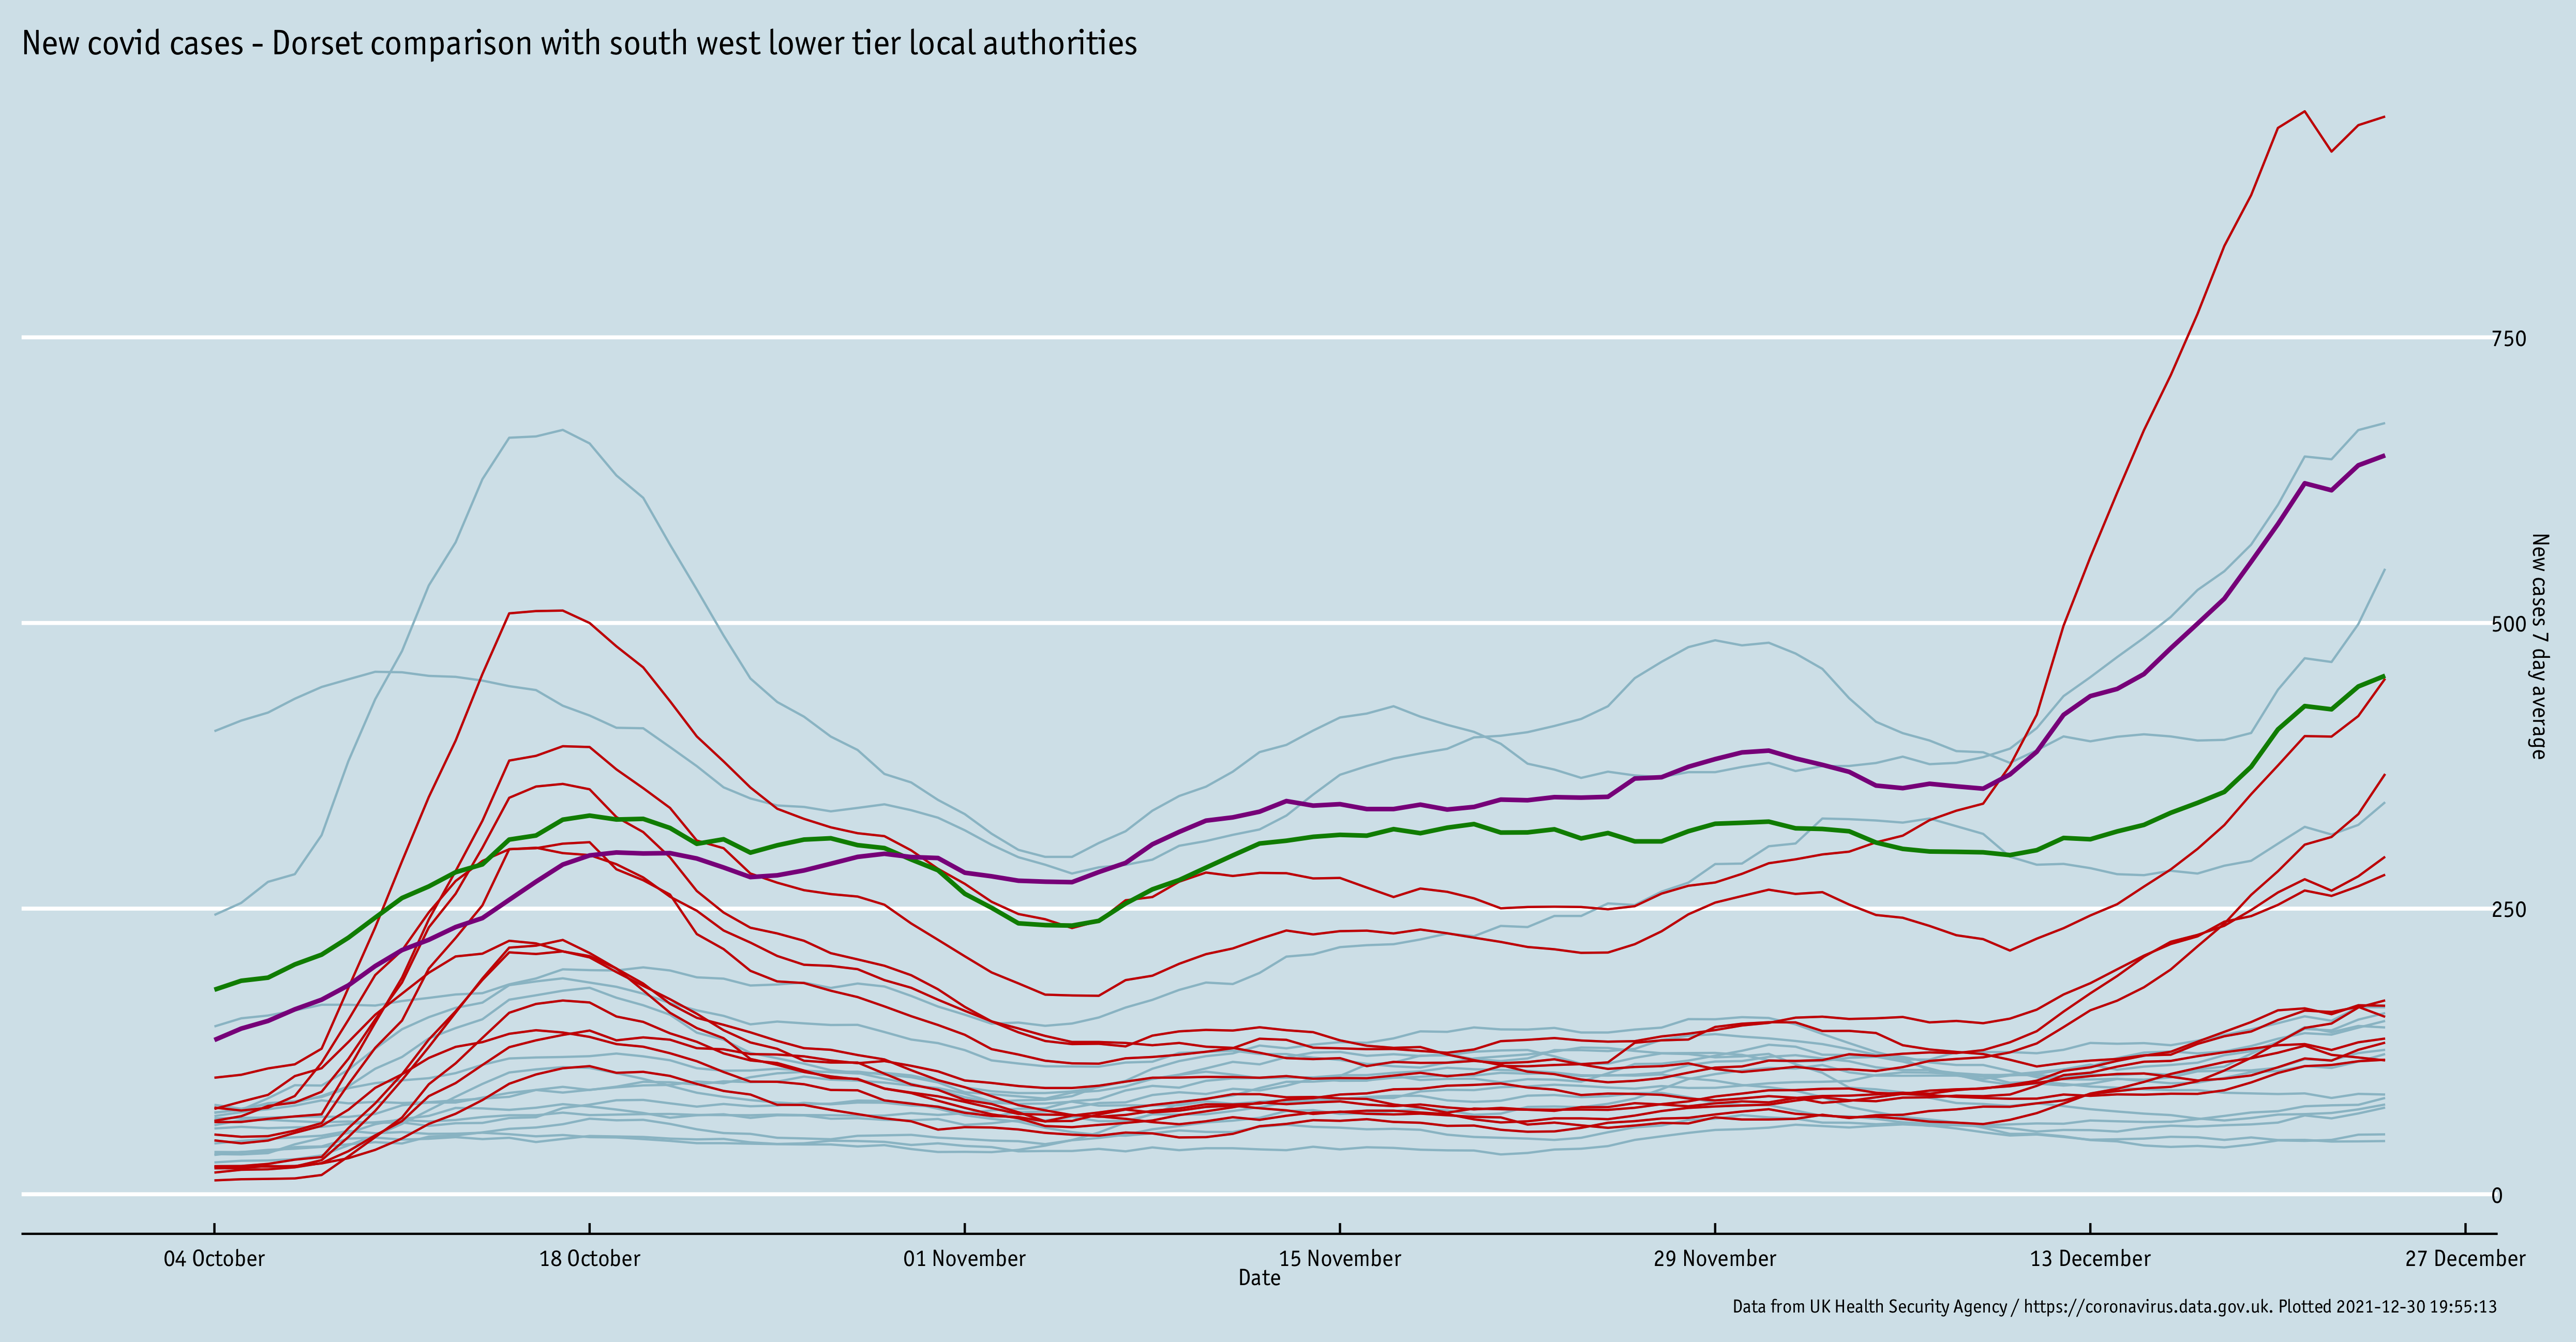 New covid cases - Dorset comparison with south west lower tier local authorities
750
500
250
0
New cases 7 day average
04 October
18 October
01 November
15 November
29 November
13 December
27 December
Date
Data from UK Health Security Agency / https://coronavirus.data.gov.uk. Plotted 2021-12-30 19:55:13